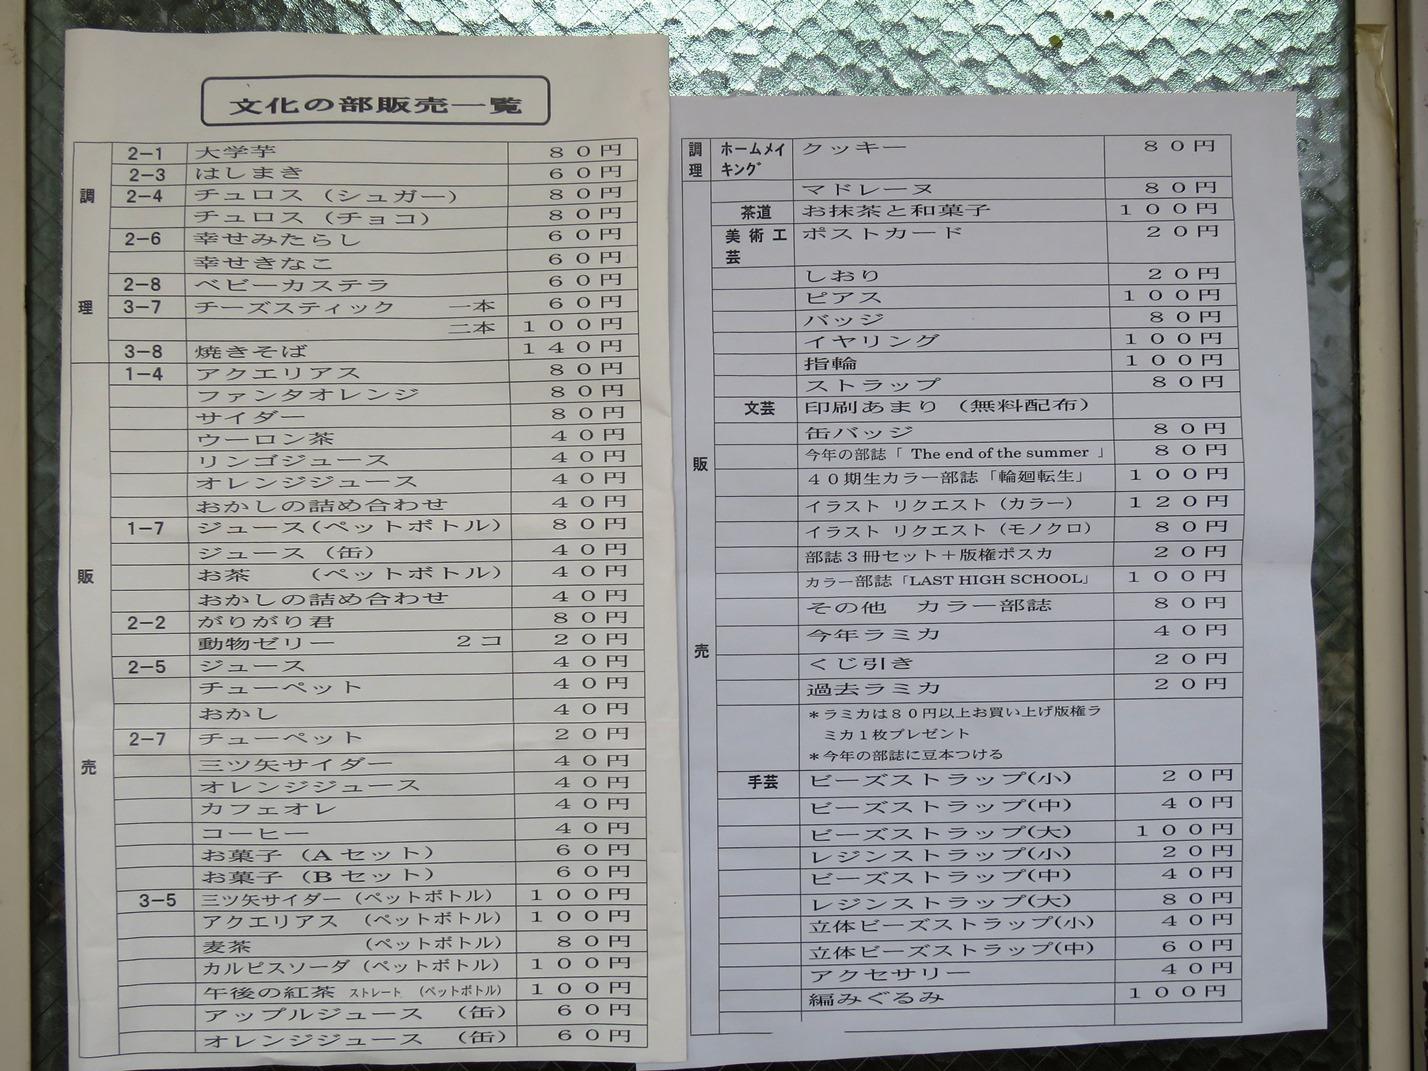 文化の部販売一覧
調理
2-1 大学芋 80円
2-3 はしまき 60円
2-4 チュロス（シュガー） 80円
チュロス（チョコ） 80円
2-6 幸せみたらし 60円
幸せきなこ 60円
2-8 ベビーカステラ 60円
3-7 チーズスティック 一本 60円
二本 100円
3-8 焼きそば 140円
販売
1-4 アクエリアス 80円
ファンタオレンジ 80円
サイダー 80円
ウーロン茶 40円
リンゴジュース 40円
オレンジジュース 40円
おかしの詰め合わせ 40円
1-7 ジュース(ペットボトル) 80円
ジュース（缶） 40円
お茶 （ペットボトル） 40円
おかしの詰め合わせ 40円
2-2 がりがり君 80円
動物ゼリー ２コ 20円
2-5 ジュース 40円
チューペット 40円
おかし 40円
2-7 チューペット 20円
三ツ矢サイダー 40円
オレンジジュース 40円
カフェオレ 40円
コーヒー 40円
お菓子（Aセット） 60円
お菓子（Bセット） 60円
3-5 三ツ矢サイダー（ペットボトル） 100円
アクエリアス（ペットボトル） 100円
麦茶 （ペットボトル） 80円
カルピスソーダ（ペットボトル） 100円
午後の紅茶 ストレート （ペットボトル） 100円
アップルジュース （缶） 60円
オレンジジュース （缶） 60円
調理
ホームメイキング クッキー 80円
販売
マドレーヌ 80円
茶道 お抹茶と和菓子 100円
美術工芸 ポストカード 20円
しおり 20円
ピアス 100円
バッジ 80円
イヤリング 100円
指輪 100円
ストラップ 80円
文芸 印刷あまり（無料配布）
缶バッジ 80円
今年の部誌「 The end of the summer 」 80円
４０期生カラー部誌「輪廻転生」 100円
イラスト リクエスト（カラー） 120円
イラスト リクエスト（モノクロ） 80円
部誌３冊セット＋版権ポスカ 20円
カラー部誌「LAST HIGH SCHOOL」 100円
その他 カラー部誌 80円
今年ラミカ 40円
くじ引き 20円
過去ラミカ 20円
＊ラミカは８０円以上お買い上げ版権ラ
ミカ１枚プレゼント
＊今年の部誌に豆本つける
手芸 ビーズストラップ(小) 20円
ビーズストラップ(中) 40円
ビーズストラップ(大) 100円
レジンストラップ(小) 20円
ビーズストラップ(中) 40円
レジンストラップ(大) 80円
立体ビーズストラップ(小) 40円
立体ビーズストラップ(中) 60円
アクセサリー 40円
編みぐるみ 100円